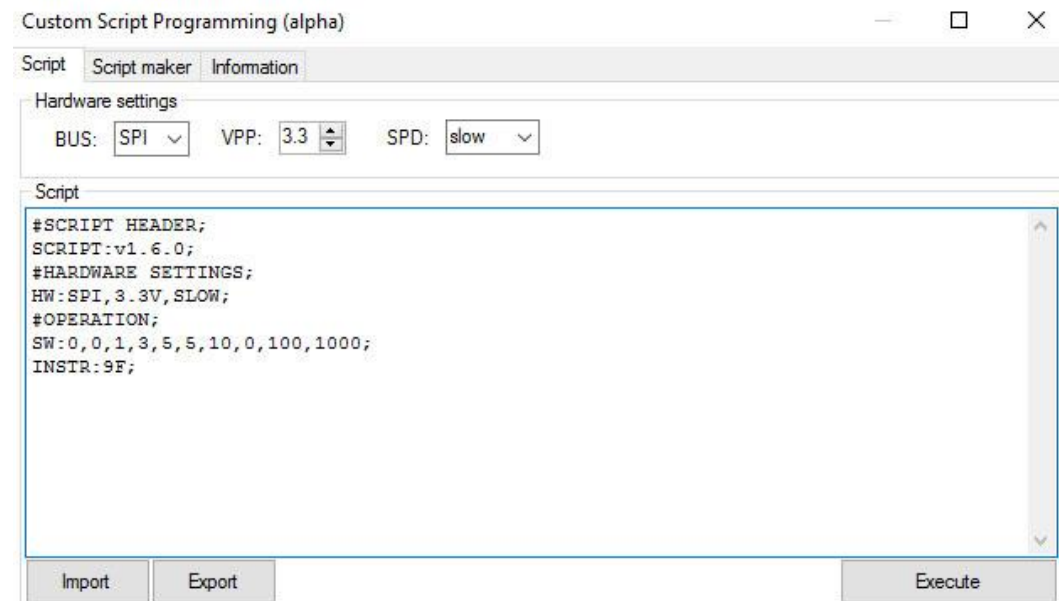 Custom Script Programming (alpha)
Script Script maker Information
Hardware settings
BUS: SPI VPP: 3.3 SPD: slow
Script
#SCRIPT HEADER;
SCRIPT:v1.6.0;
#HARDWARE SETTINGS;
HW:SPI,3.3V,SLOW;
#OPERATION;
SW:0,0,1,3,5,5,10,0,100,1000;
INSTR:9F;
Import Export Execute